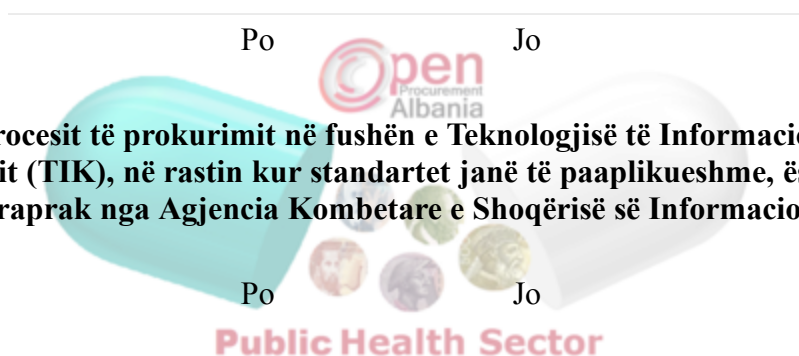 Po Jo
Open
Procurement
Albania
rocesit të prokurimit në fushën e Teknologjisë të Informacio
it (TIK), në rastin kur standartet janë të paaplikueshme, ës
raprak nga Agjencia Kombetare e Shoqërisë së Informacio
Po Jo
Public Health Sector